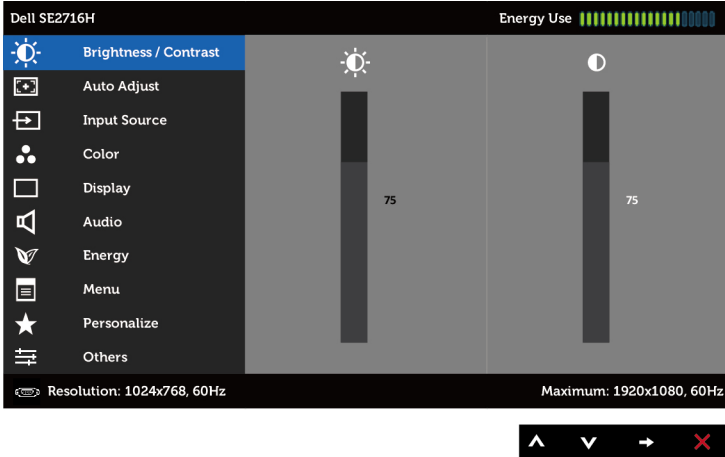 Dell SE2716H
Energy Use
Brightness / Contrast
Auto Adjust
Input Source
Color
Display
75
75
Audio
Energy
Menu
Personalize
Others
Resolution: 1024x768, 60Hz
Maximum: 1920x1080, 60Hz